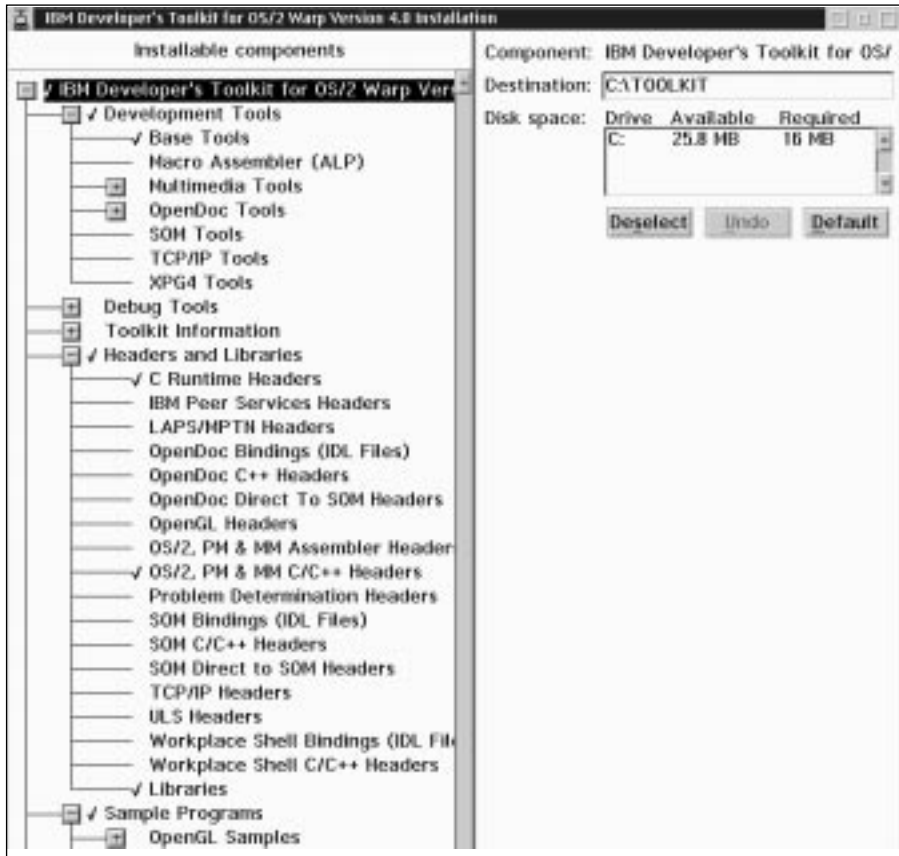 IBM Developer's Toolkit for OS/2 Warp Version 4.0 Installation
Installable components
IBM Developer's Toolkit for OS/2 Warp Vers
Development Tools
Base Tools
Macro Assembler (ALP)
Multimedia Tools
OpenDoc Tools
SOM Tools
TCP/IP Tools
XPG4 Tools
Debug Tools
Toolkit Information
Headers and Libraries
C Runtime Headers
IBM Peer Services Headers
LAPS/MPTN Headers
OpenDoc Bindings (IDL Files)
OpenDoc C++ Headers
OpenDoc Direct To SOM Headers
OpenGL Headers
OS/2, PM & MM Assembler Header
OS/2, PM & MM C/C++ Headers
Problem Determination Headers
SOM Bindings (IDL Files)
SOM C/C++ Headers
SOM Direct to SOM Headers
TCP/IP Headers
ULS Headers
Workplace Shell Bindings (IDL File
Workplace Shell C/C++ Headers
Libraries
Sample Programs
OpenGL Samples
Component: IBM Developer's Toolkit for OS/
Destination: C:\TOOLKIT
Disk space: Drive Available Required
C: 25.8 MB 16 MB
Deselect Undo Default